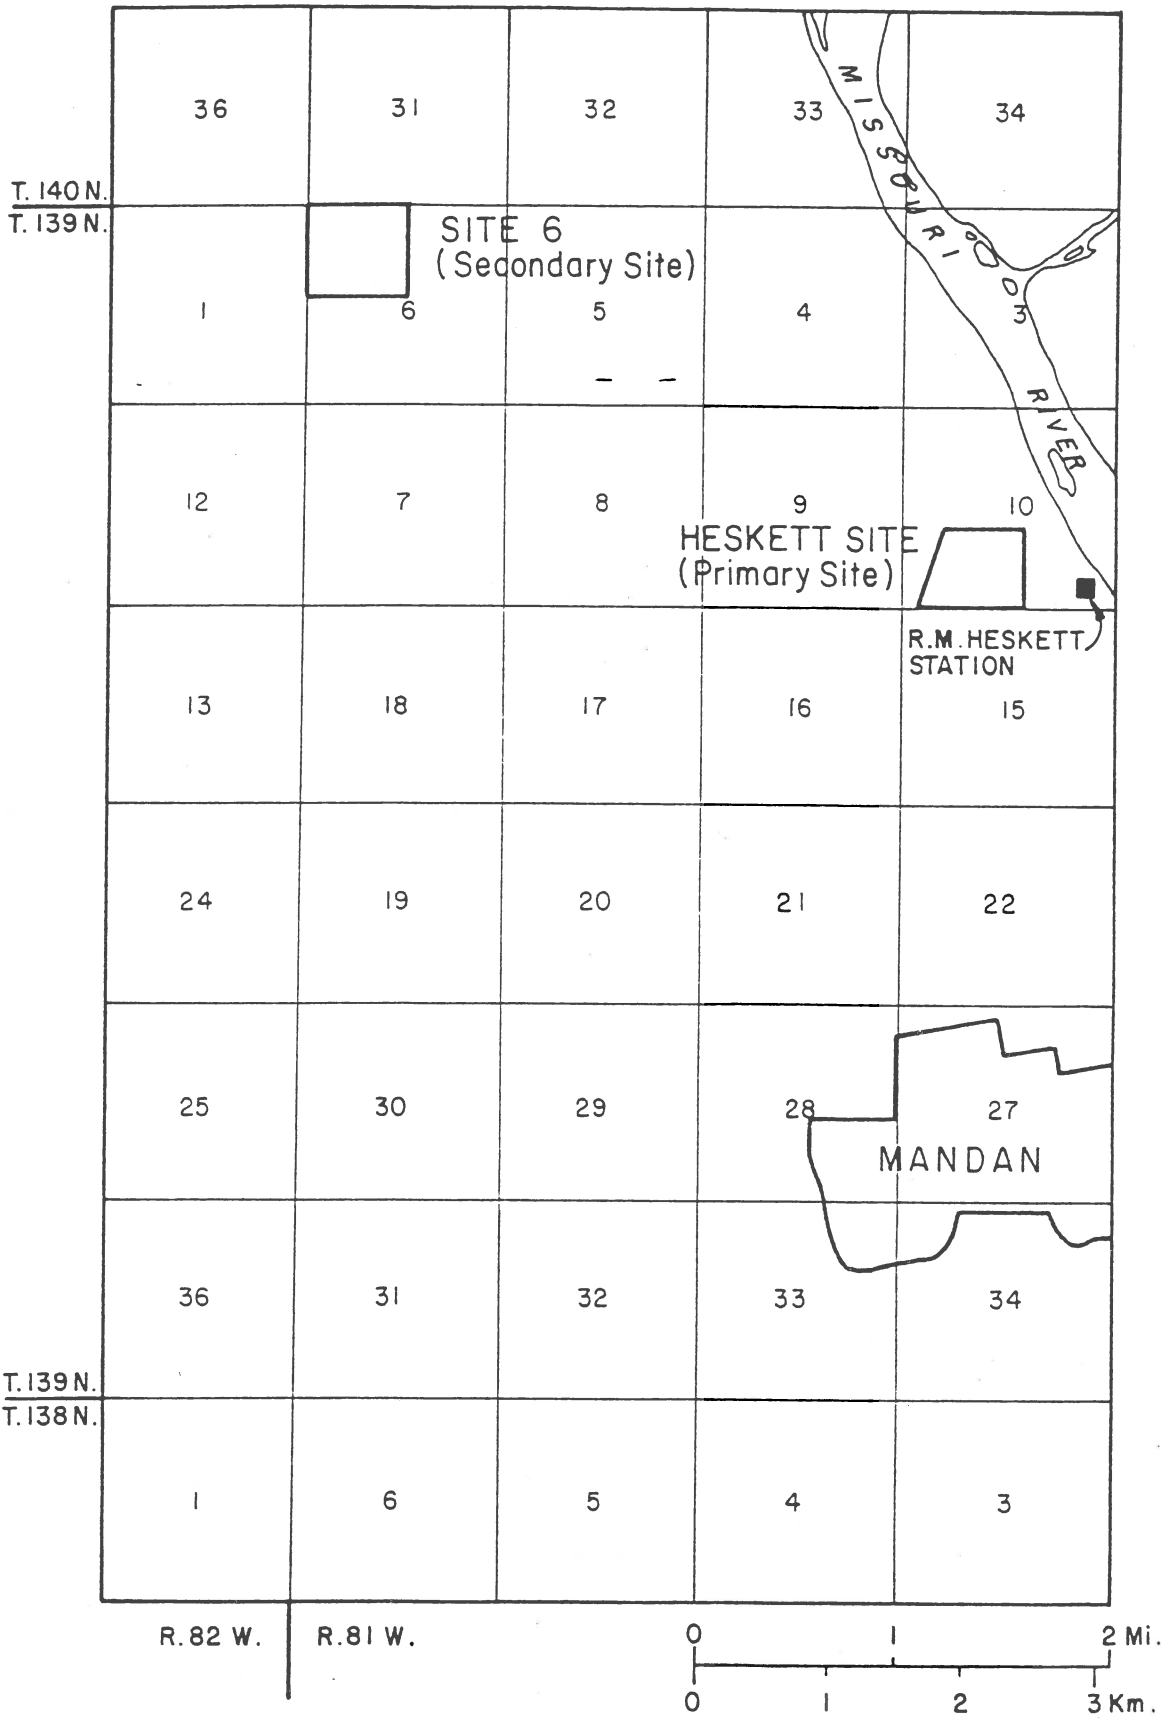 36 31 32 33 34
MISSOURI
T. 140 N.
T. 139 N.
SITE 6
(Secondary Site)
1 6 5 4 3
RIVER
12 7 8 9 10
HESKETT SITE
(Primary Site)
R.M. HESKETT
STATION
13 18 17 16 15
24 19 20 21 22
25 30 29 28 27
MANDAN
36 31 32 33 34
T. 139 N.
T. 138 N.
1 6 5 4 3
R. 82 W. R. 81 W.
0 1 2 Mi.
0 1 2 3 Km.